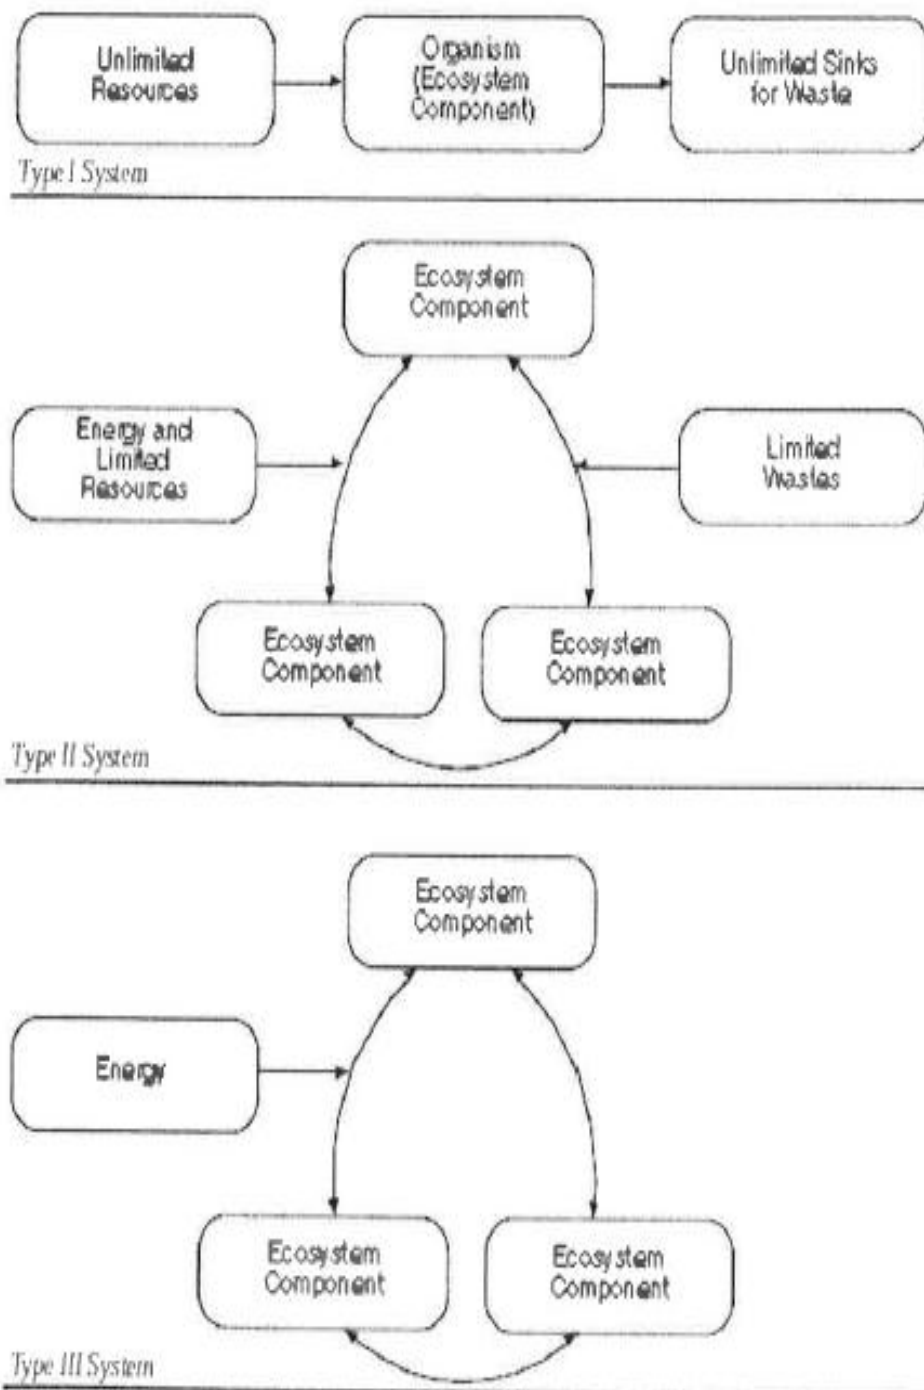 Unlimited
Resources
Organism
(Ecosystem
Component)
Unlimited Sinks
for Waste
Type I System
Ecosystem
Component
Energy and
Limited
Resources
Limited
Wastes
Ecosystem
Component
Ecosystem
Component
Type II System
Ecosystem
Component
Energy
Ecosystem
Component
Ecosystem
Component
Type III System